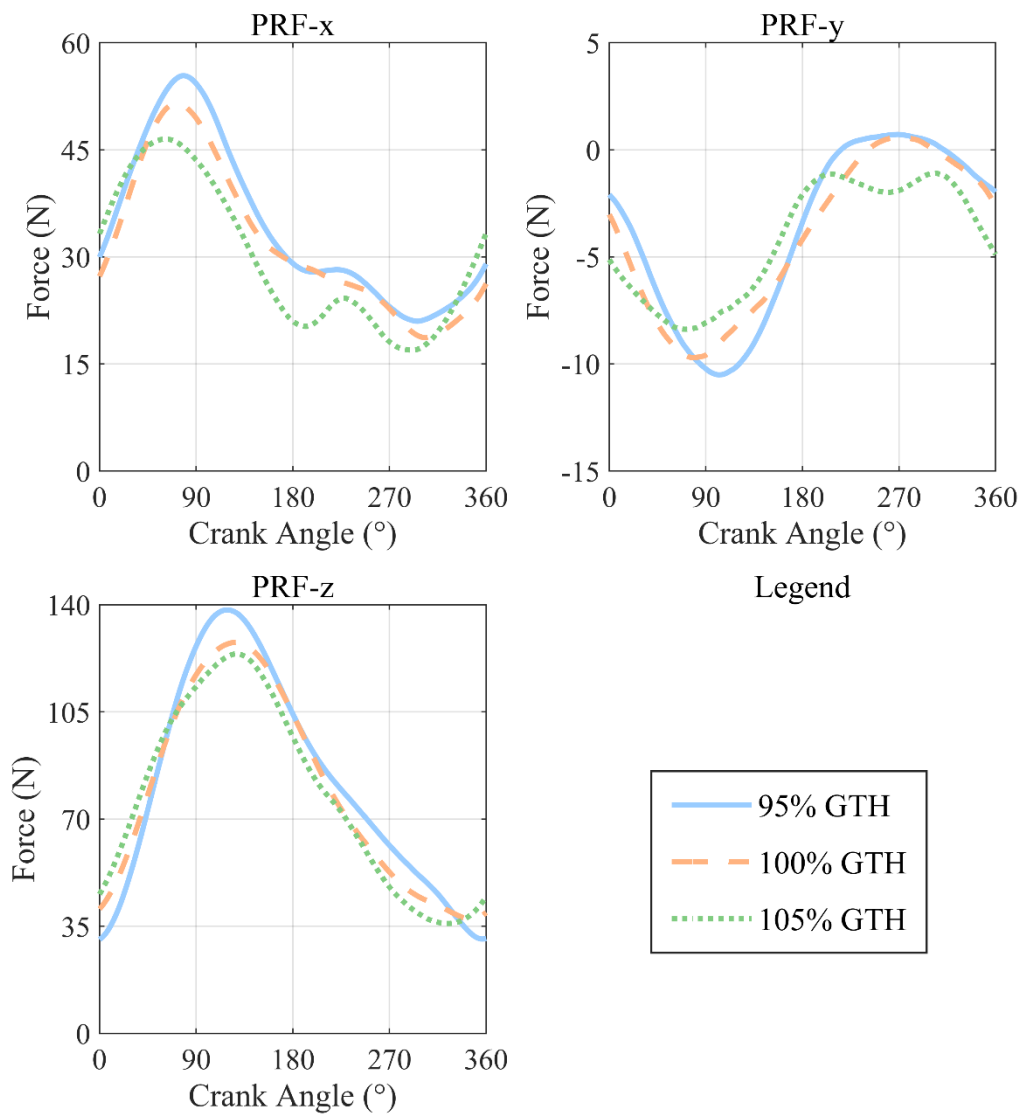 PRF-x
60
45
30
15
0
Force (N)
0 90 180 270 360
Crank Angle (°)
PRF-y
5
0
-5
-10
-15
Force (N)
0 90 180 270 360
Crank Angle (°)
PRF-z
140
105
70
35
0
Force (N)
0 90 180 270 360
Crank Angle (°)
Legend
95% GTH
100% GTH
105% GTH